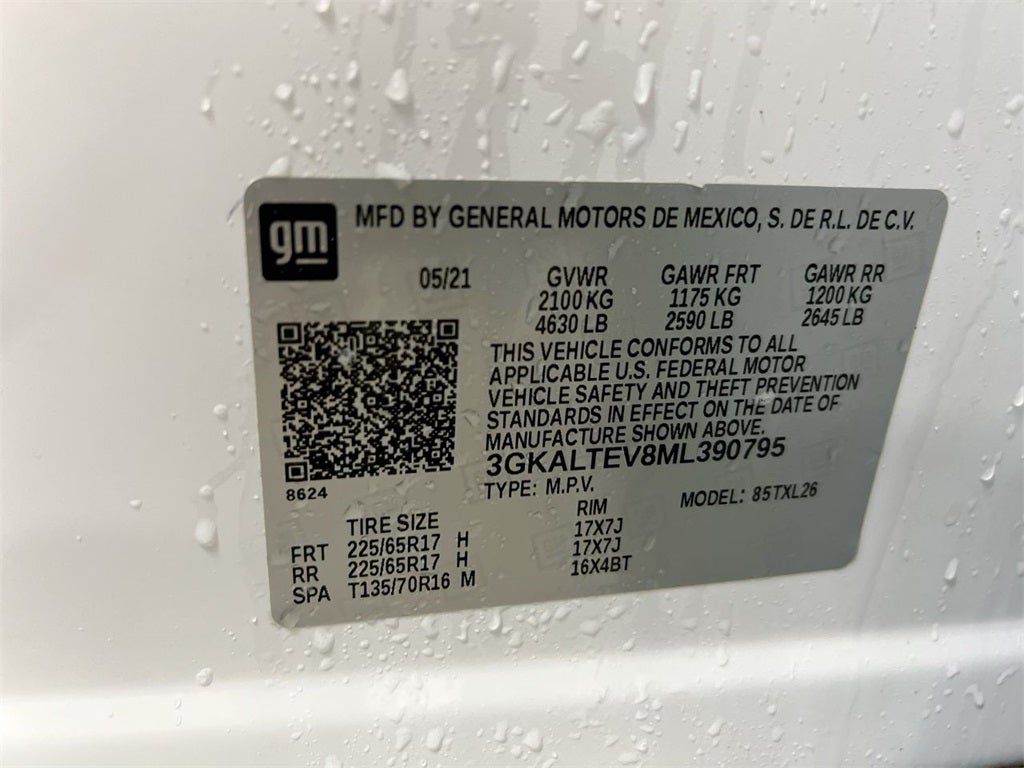 gm
MFD BY GENERAL MOTORS DE MEXICO, S. DE R.L. DE C.V.
05/21 GVWR GAWR FRT GAWR RR
2100 KG 1175 KG 1200 KG
4630 LB 2590 LB 2645 LB
THIS VEHICLE CONFORMS TO ALL
APPLICABLE U.S. FEDERAL MOTOR
VEHICLE SAFETY AND THEFT PREVENTION
STANDARDS IN EFFECT ON THE DATE OF
MANUFACTURE SHOWN ABOVE.
3GKALTEV8ML390795
8624
TYPE: M.P.V. MODEL: 85TXL26
TIRE SIZE RIM
FRT 225/65R17 H 17X7J
RR 225/65R17 H 17X7J
SPA T135/70R16 M 16X4BT